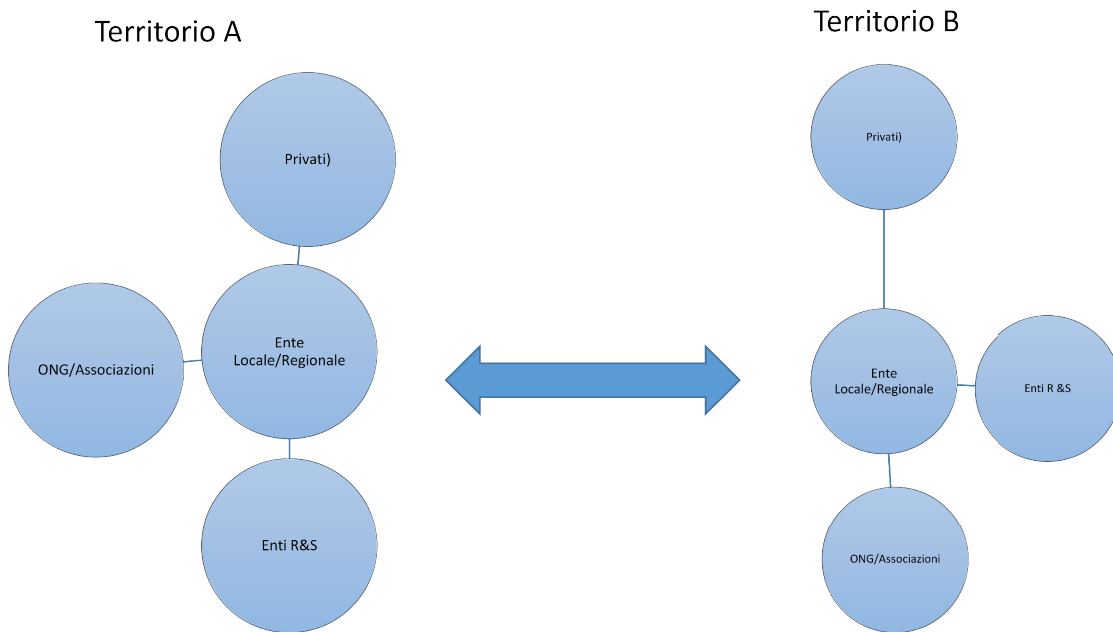 Territorio A
Privati)
Ente
Locale/Regionale
ONG/Associazioni
Enti R&S
Territorio B
Privati)
Ente
Locale/Regionale
Enti R &S
ONG/Associazioni